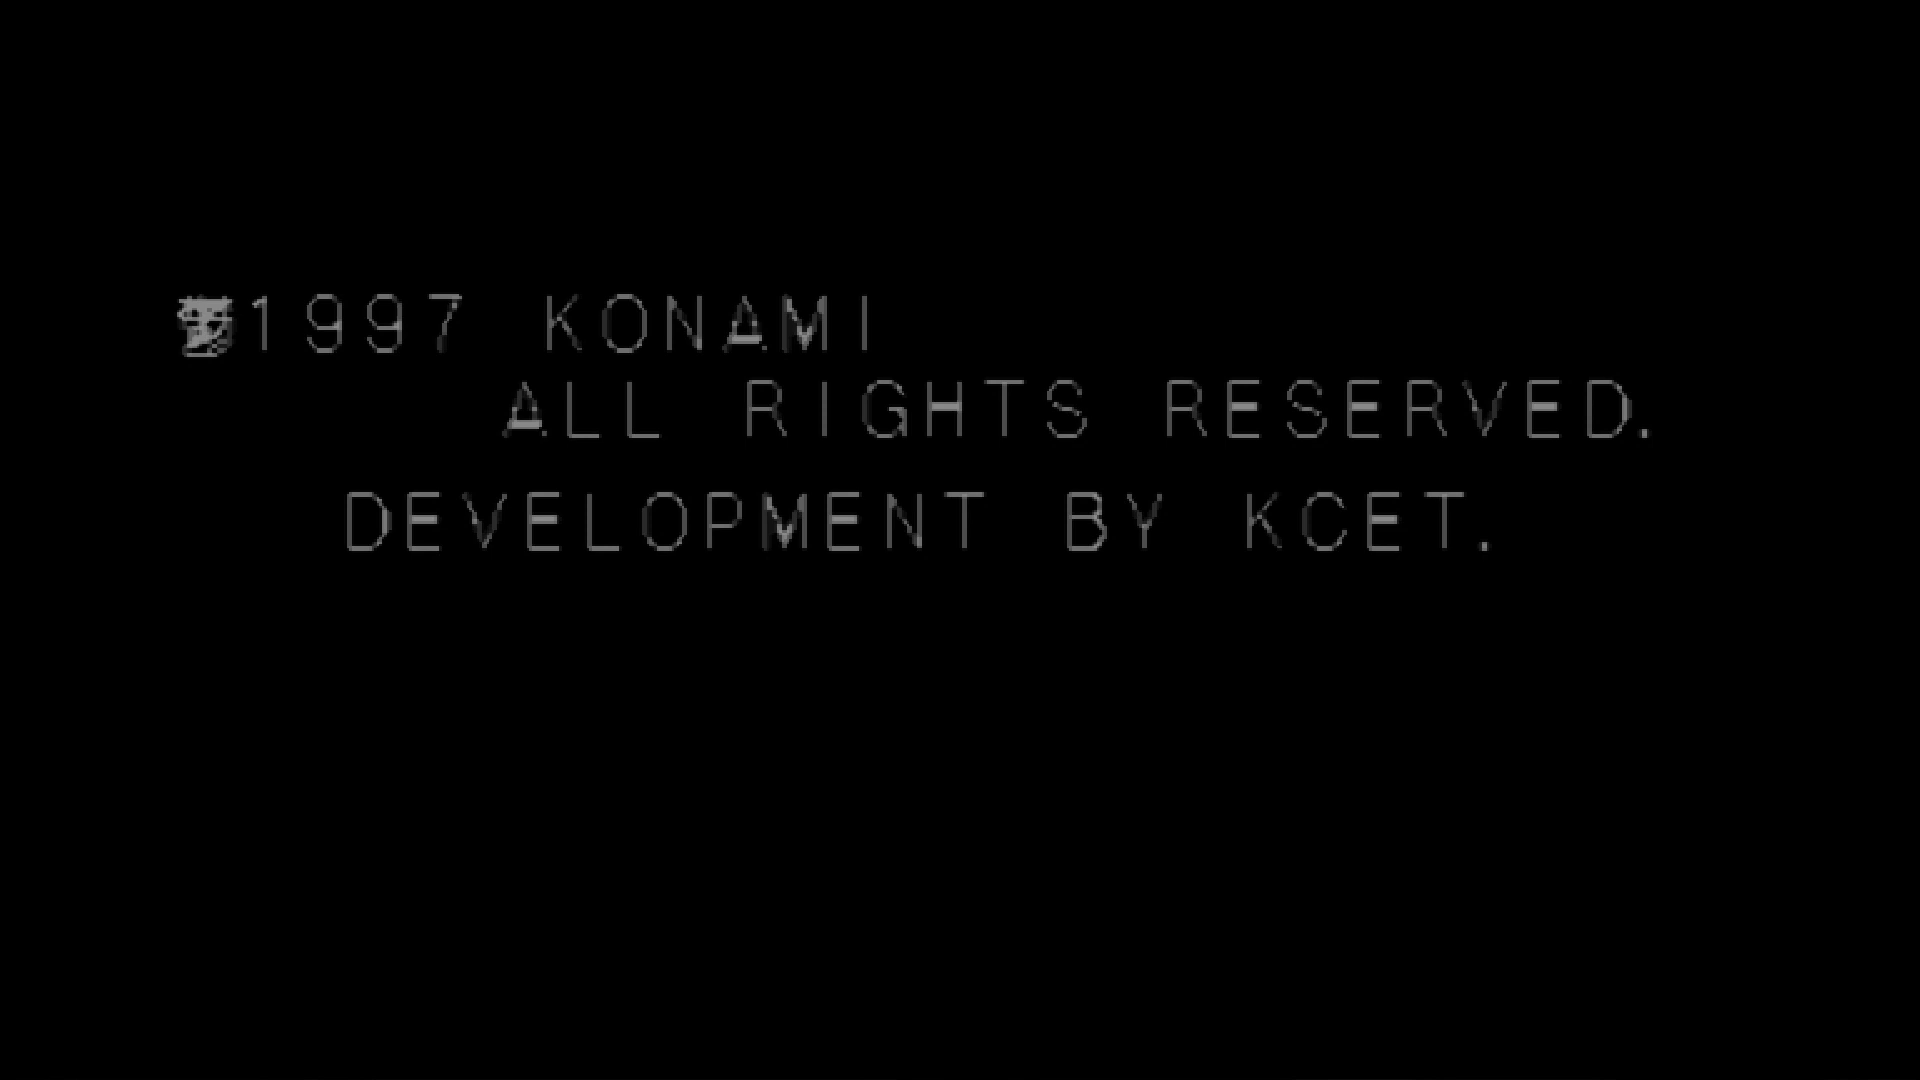 1997 KONAMI
ALL RIGHTS RESERVED.
DEVELOPMENT BY KCET.